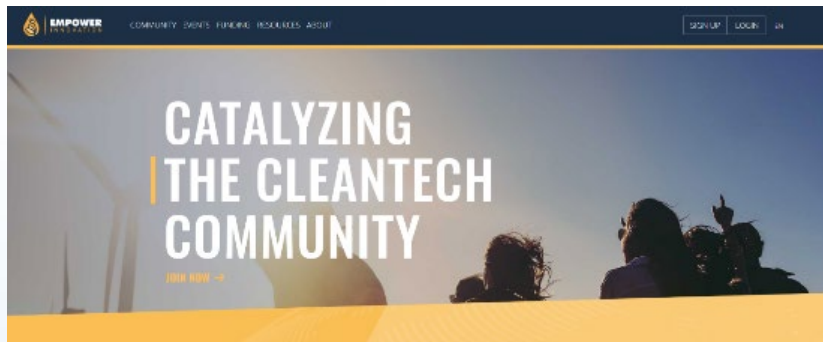 EMPOWER
INNOVATION
COMMUNITY EVENTS FUNDING RESOURCES ABOUT
SIGN UP LOGIN EN
CATALYZING
THE CLEANTECH
COMMUNITY
JOIN NOW →